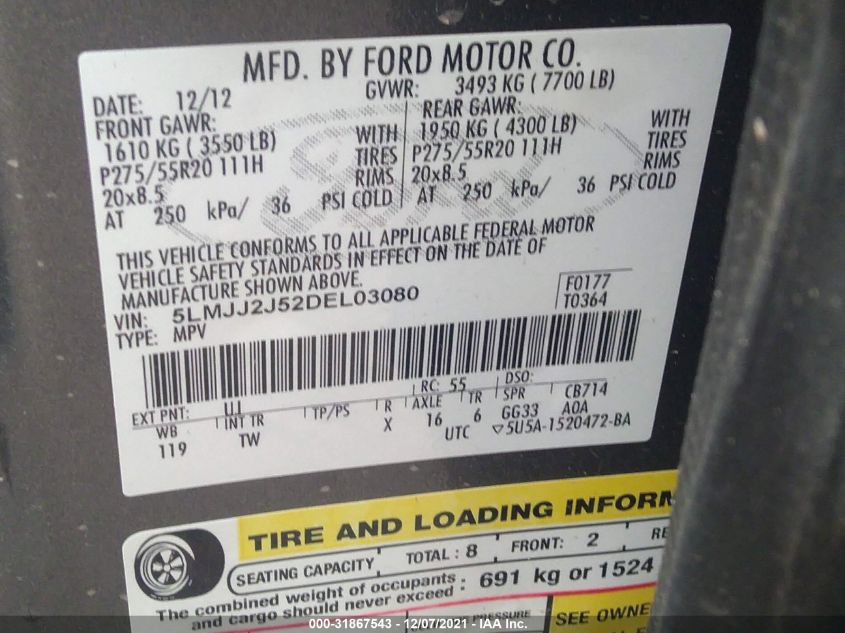 MFD. BY FORD MOTOR CO.
DATE: 12/12
GVWR: 3493 KG ( 7700 LB)
FRONT GAWR:
1610 KG ( 3550 LB) WITH
P275/55R20 111H TIRES
20x8.5 RIMS
AT 250 kPa/ 36 PSI COLD
REAR GAWR:
1950 KG ( 4300 LB) WITH
P275/55R20 111H TIRES
20x8.5 RIMS
AT 250 kPa/ 36 PSI COLD
THIS VEHICLE CONFORMS TO ALL APPLICABLE FEDERAL MOTOR
VEHICLE SAFETY STANDARDS IN EFFECT ON THE DATE OF
MANUFACTURE SHOWN ABOVE.
VIN: 5LMJJ2J52DEL03080
TYPE: MPV
F0177
T0364
EXT PNT: UJ RC: 55 DSO: CB714
WB INT TR TP/PS R AXLE TR SPR A0A
119 TW X 16 6 GG33
UTC ▽5U5A-1520472-BA
TIRE AND LOADING INFORM
SEATING CAPACITY TOTAL : 8 FRONT: 2 RE
The combined weight of occupants
and cargo should never exceed : 691 kg or 1524
PRESSURE
SEE OWNE
000-31867543 - 12/07/2021 - IAA Inc.